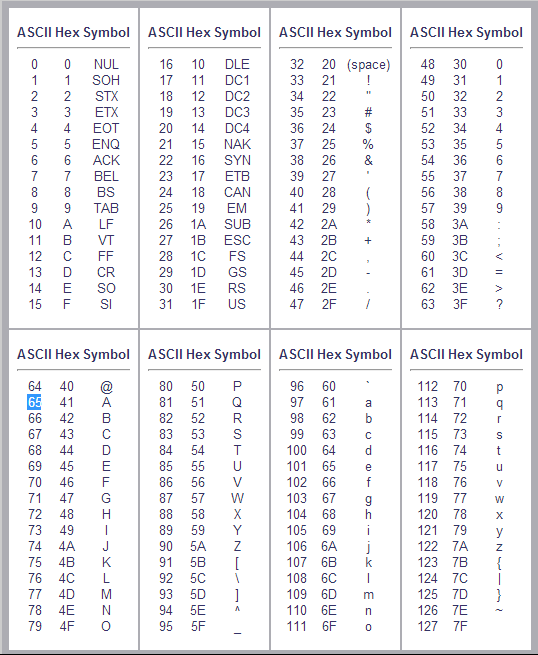 ASCII Hex Symbol
0 0 NUL
1 1 SOH
2 2 STX
3 3 ETX
4 4 EOT
5 5 ENQ
6 6 ACK
7 7 BEL
8 8 BS
9 9 TAB
10 A LF
11 B VT
12 C FF
13 D CR
14 E SO
15 F SI
ASCII Hex Symbol
16 10 DLE
17 11 DC1
18 12 DC2
19 13 DC3
20 14 DC4
21 15 NAK
22 16 SYN
23 17 ETB
24 18 CAN
25 19 EM
26 1A SUB
27 1B ESC
28 1C FS
29 1D GS
30 1E RS
31 1F US
ASCII Hex Symbol
32 20 (space)
33 21 !
34 22 "
35 23 #
36 24 $
37 25 %
38 26 &
39 27 '
40 28 (
41 29 )
42 2A *
43 2B +
44 2C ,
45 2D -
46 2E .
47 2F /
ASCII Hex Symbol
48 30 0
49 31 1
50 32 2
51 33 3
52 34 4
53 35 5
54 36 6
55 37 7
56 38 8
57 39 9
58 3A :
59 3B ;
60 3C <
61 3D =
62 3E >
63 3F ?
ASCII Hex Symbol
64 40 @
65 41 A
66 42 B
67 43 C
68 44 D
69 45 E
70 46 F
71 47 G
72 48 H
73 49 I
74 4A J
75 4B K
76 4C L
77 4D M
78 4E N
79 4F O
ASCII Hex Symbol
80 50 P
81 51 Q
82 52 R
83 53 S
84 54 T
85 55 U
86 56 V
87 57 W
88 58 X
89 59 Y
90 5A Z
91 5B [
92 5C \
93 5D ]
94 5E ^
95 5F _
ASCII Hex Symbol
96 60 `
97 61 a
98 62 b
99 63 c
100 64 d
101 65 e
102 66 f
103 67 g
104 68 h
105 69 i
106 6A j
107 6B k
108 6C l
109 6D m
110 6E n
111 6F o
ASCII Hex Symbol
112 70 p
113 71 q
114 72 r
115 73 s
116 74 t
117 75 u
118 76 v
119 77 w
120 78 x
121 79 y
122 7A z
123 7B {
124 7C |
125 7D }
126 7E ~
127 7F